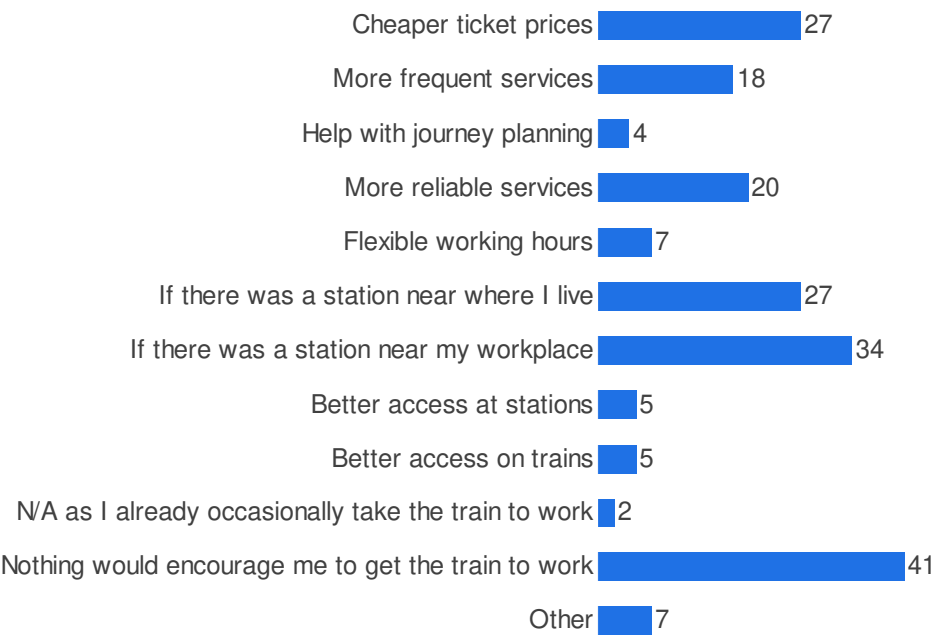 Cheaper ticket prices 27
More frequent services 18
Help with journey planning 4
More reliable services 20
Flexible working hours 7
If there was a station near where I live 27
If there was a station near my workplace 34
Better access at stations 5
Better access on trains 5
N/A as I already occasionally take the train to work 2
Nothing would encourage me to get the train to work 41
Other 7